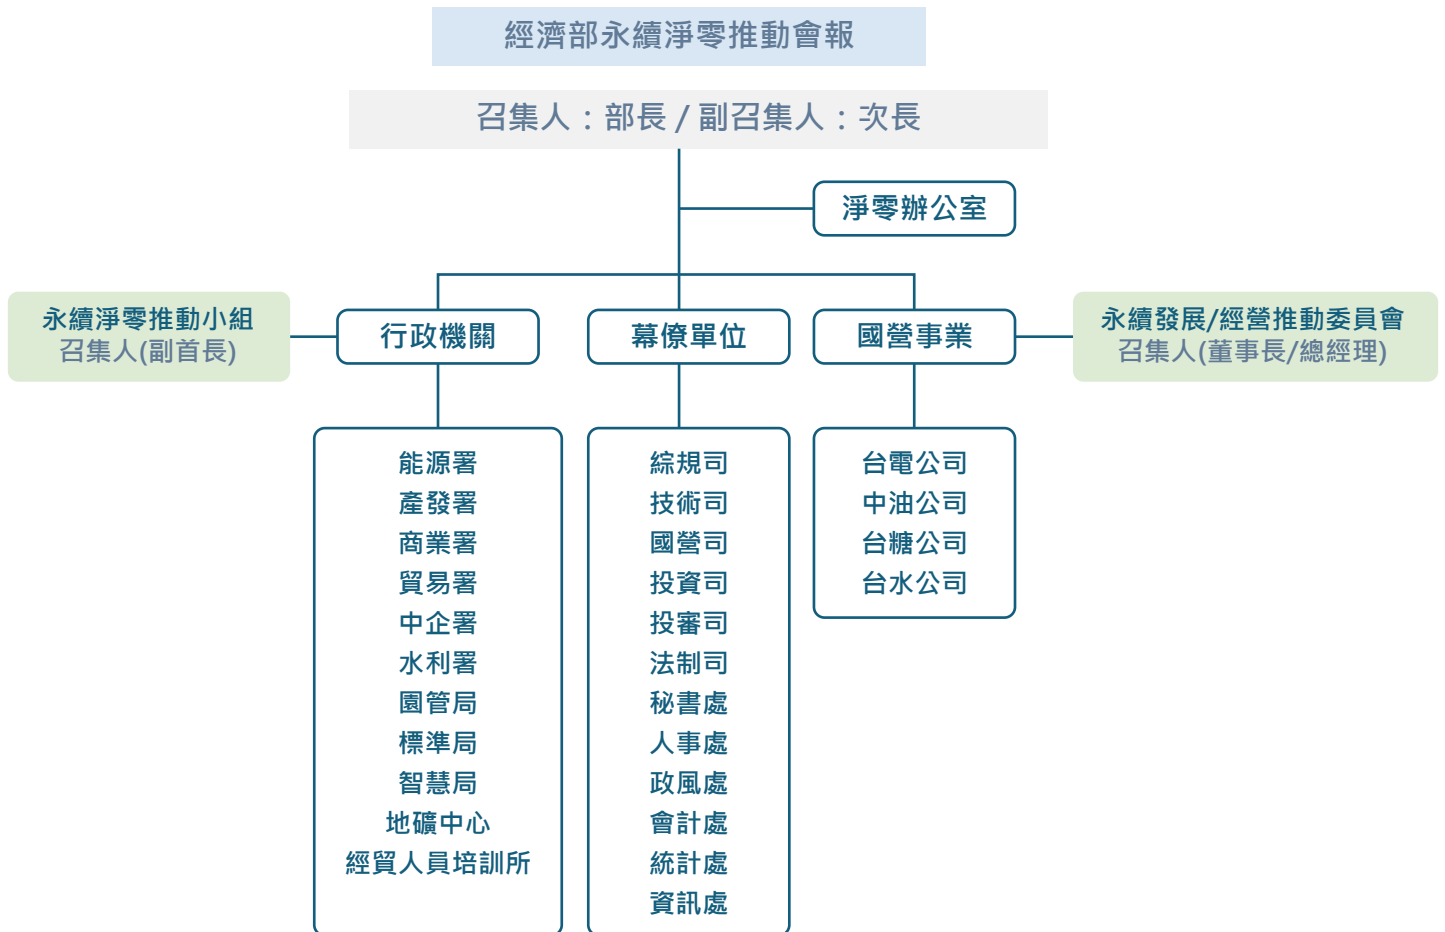 經濟部永續淨零推動會報
召集人：部長 / 副召集人：次長
淨零辦公室
永續淨零推動小組
召集人(副首長)
行政機關
幕僚單位
國營事業
永續發展/經營推動委員會
召集人(董事長/總經理)
能源署
產發署
商業署
貿易署
中企署
水利署
園管局
標準局
智慧局
地礦中心
經貿人員培訓所
綜規司
技術司
國營司
投資司
投審司
法制司
秘書處
人事處
政風處
會計處
統計處
資訊處
台電公司
中油公司
台糖公司
台水公司